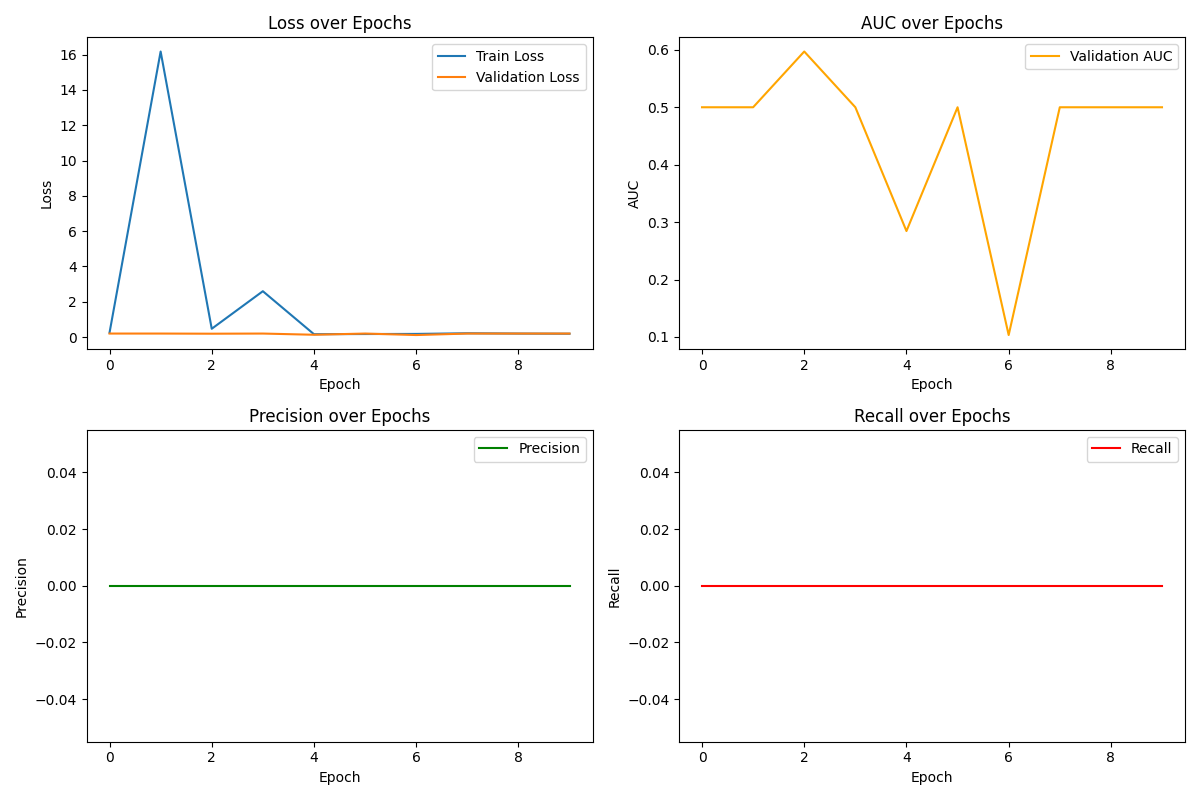 Loss over Epochs
16
14
12
10
8
6
4
2
0
Loss
Train Loss
Validation Loss
0 2 4 6 8
Epoch
AUC over Epochs
0.6
0.5
0.4
0.3
0.2
0.1
AUC
Validation AUC
0 2 4 6 8
Epoch
Precision over Epochs
0.04
0.02
0.00
−0.02
−0.04
Precision
Precision
0 2 4 6 8
Epoch
Recall over Epochs
0.04
0.02
0.00
−0.02
−0.04
Recall
Recall
0 2 4 6 8
Epoch